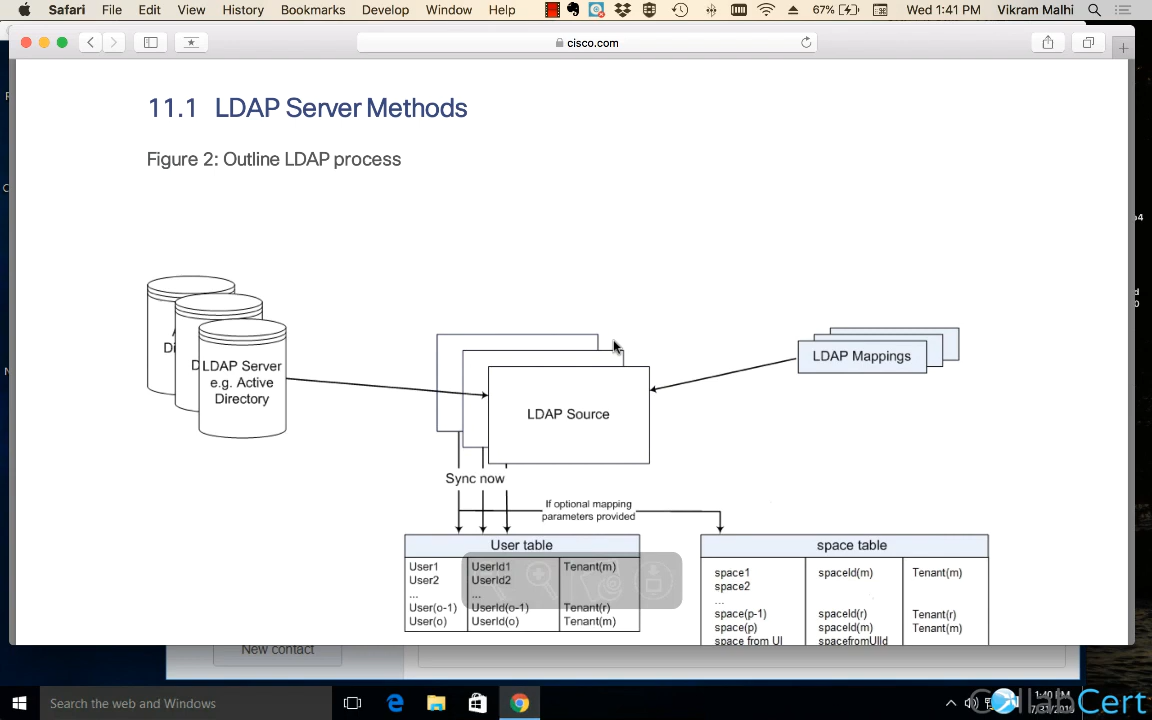 Safari File Edit View History Bookmarks Develop Window Help 67% Wed 1:41 PM Vikram Malhi
cisco.com
11.1 LDAP Server Methods
Figure 2: Outline LDAP process
LDAP Server
e.g. Active
Directory
LDAP Source
LDAP Mappings
Sync now
If optional mapping
parameters provided
User table
User1 UserId1 Tenant(m)
User2 UserId2
... ...
User(o-1) UserId(o-1) Tenant(r)
User(o) UserId(o) Tenant(m)
space table
space1 spaceId(m) Tenant(m)
space2
...
space(p-1) spaceId(r) Tenant(r)
space(p) spaceId(m) Tenant(m)
space from UI spacefromUIId
New contact
Search the web and Windows
CollabCert